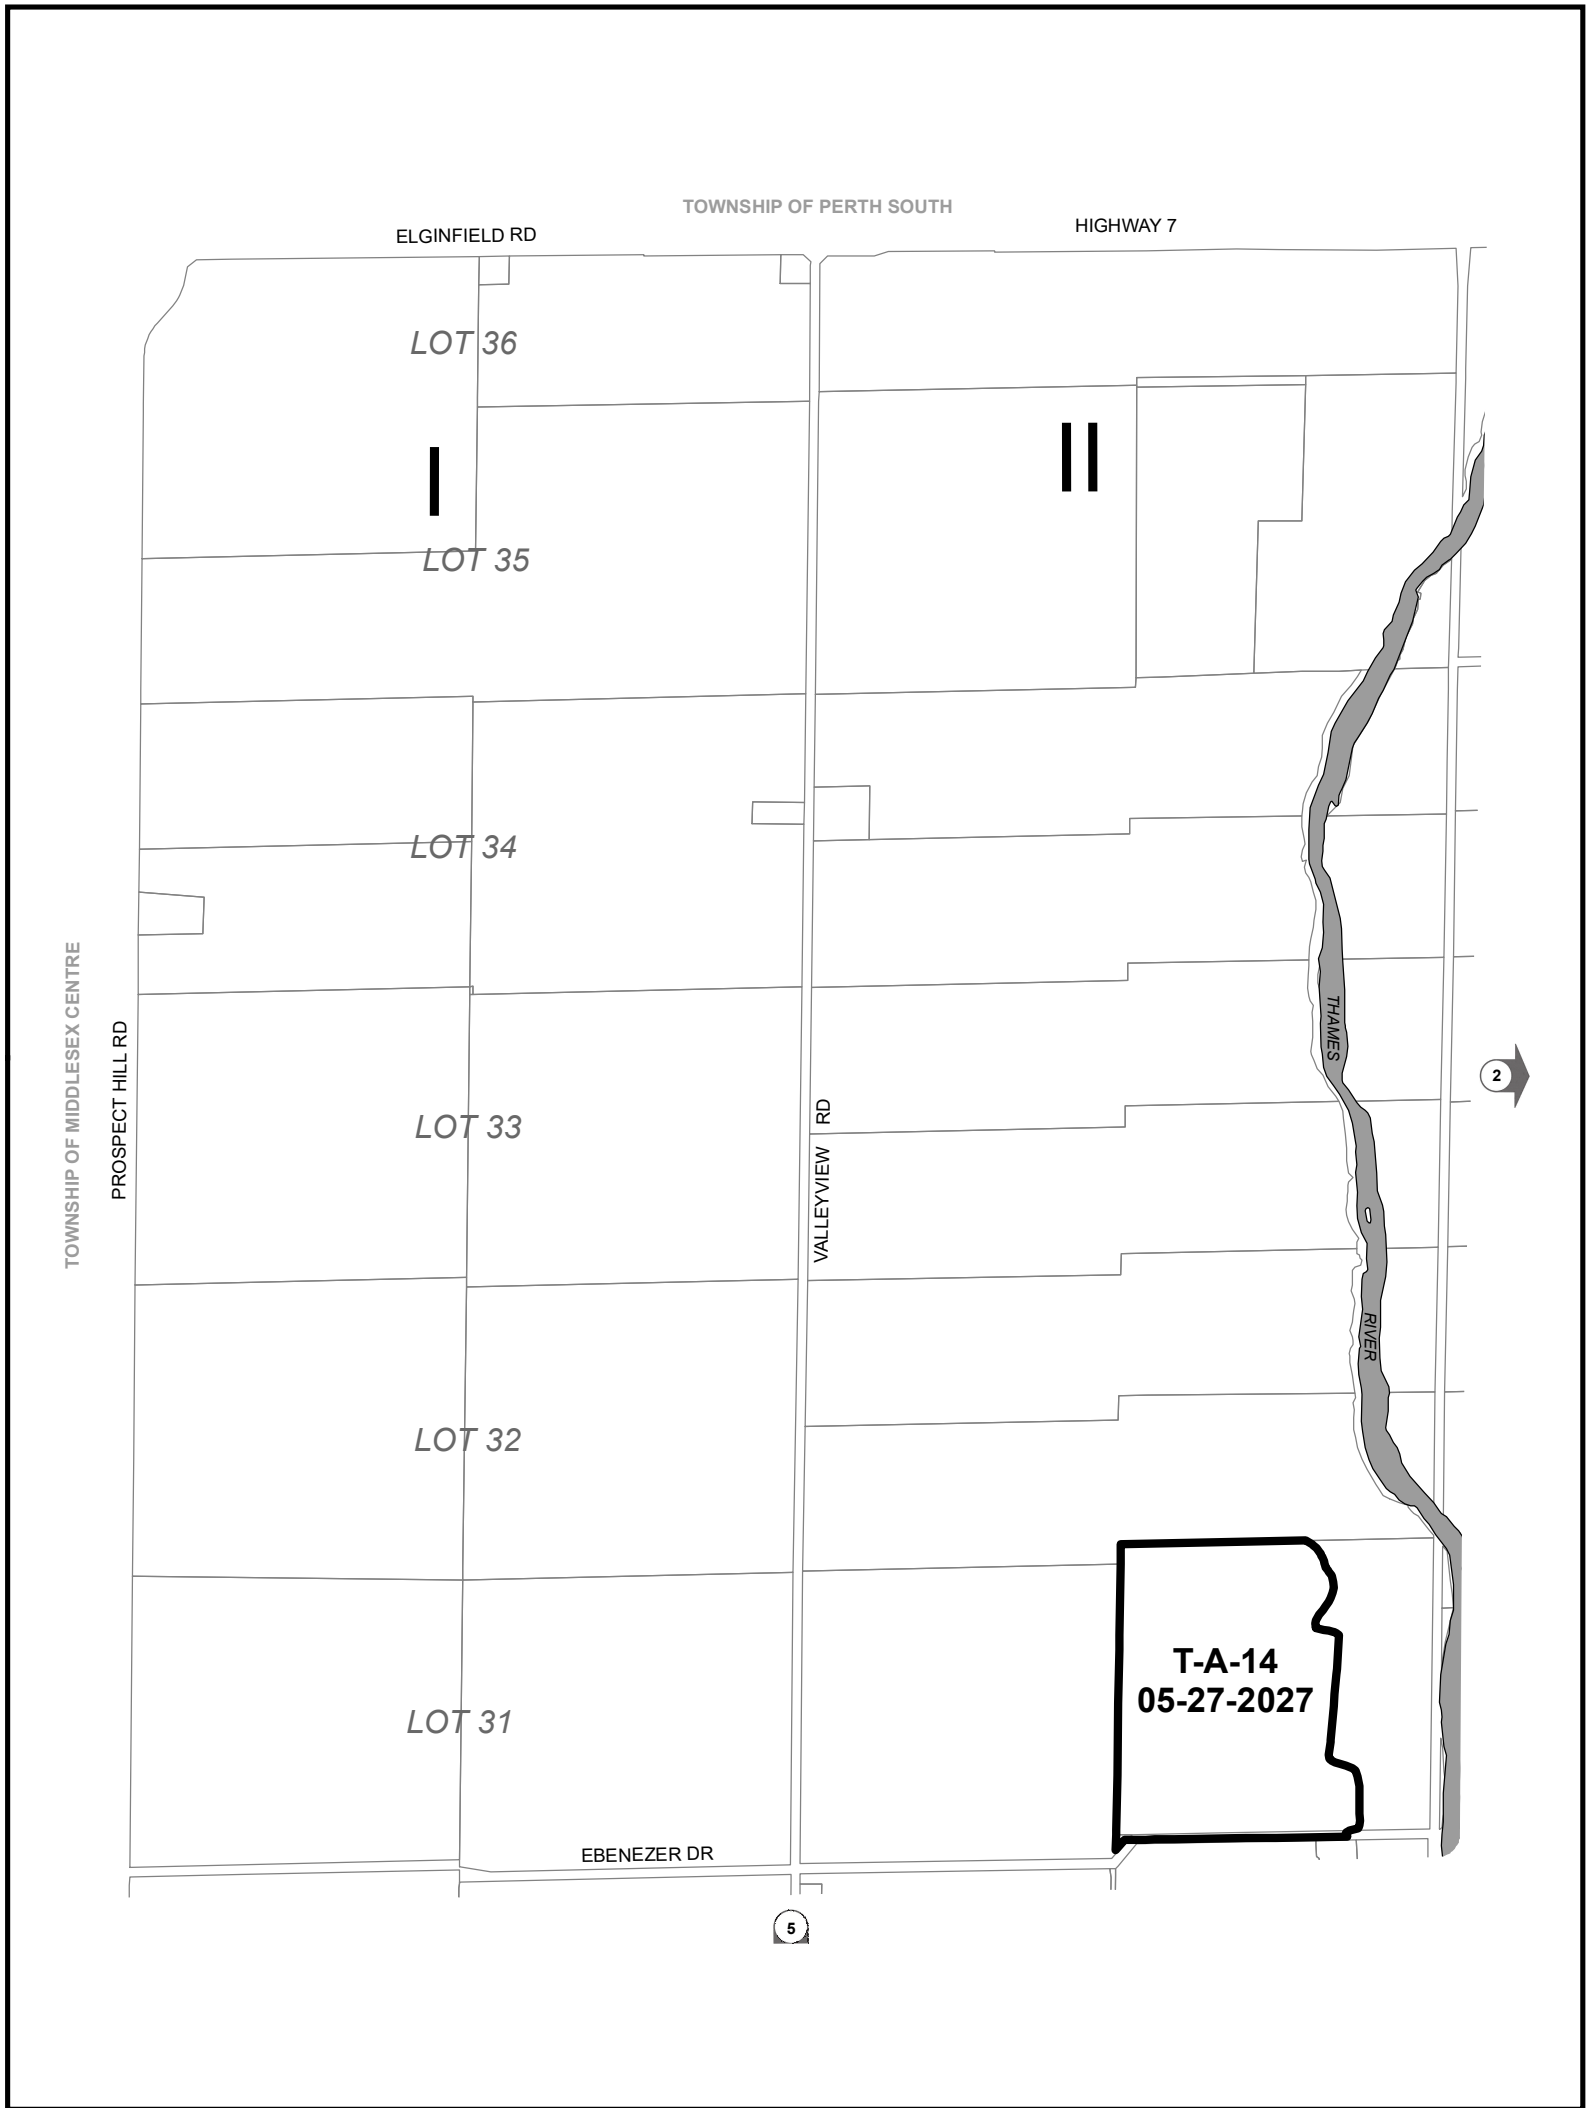 TOWNSHIP OF PERTH SOUTH
ELGINFIELD RD
HIGHWAY 7
LOT 36
I
II
LOT 35
LOT 34
TOWNSHIP OF MIDDLESEX CENTRE
PROSPECT HILL RD
THAMES
2
LOT 33
VALLEYVIEW RD
RIVER
LOT 32
T-A-14
05-27-2027
LOT 31
EBENEZER DR
5